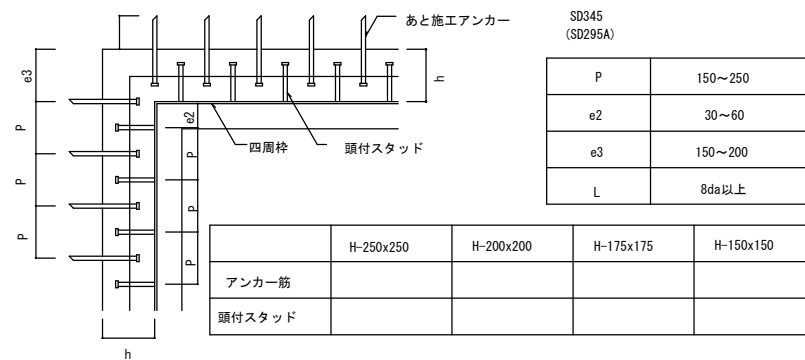 あと施工アンカー
SD345
(SD295A)
e3
h
P
P
P
e2
P
P
P
四周枠
頭付スタッド
h
P 150～250
e2 30～60
e3 150～200
L 8da以上
H-250x250 H-200x200 H-175x175 H-150x150
アンカー筋
頭付スタッド